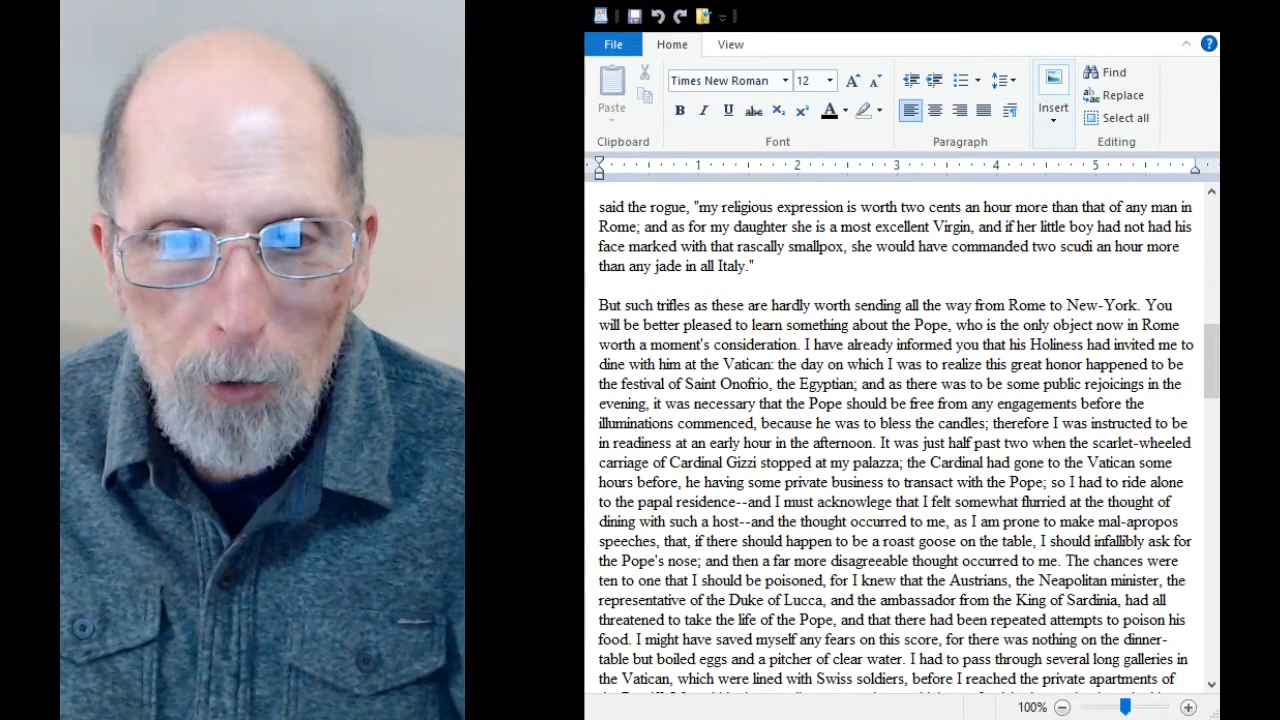 File
Home
View
Times New Roman
12
Paste
B I U abc X₂ X² A
Insert
Find
Replace
Select all
Clipboard
Font
Paragraph
Editing
1 2 3 4 5
said the rogue, "my religious expression is worth two cents an hour more than that of any man in
Rome; and as for my daughter she is a most excellent Virgin, and if her little boy had not had his
face marked with that rascally smallpox, she would have commanded two scudi an hour more
than any jade in all Italy."
But such trifles as these are hardly worth sending all the way from Rome to New-York. You
will be better pleased to learn something about the Pope, who is the only object now in Rome
worth a moment's consideration. I have already informed you that his Holiness had invited me to
dine with him at the Vatican: the day on which I was to realize this great honor happened to be
the festival of Saint Onofrio, the Egyptian; and as there was to be some public rejoicings in the
evening, it was necessary that the Pope should be free from any engagements before the
illuminations commenced, because he was to bless the candles; therefore I was instructed to be
in readiness at an early hour in the afternoon. It was just half past two when the scarlet-wheeled
carriage of Cardinal Gizzi stopped at my palazza; the Cardinal had gone to the Vatican some
hours before, he having some private business to transact with the Pope; so I had to ride alone
to the papal residence--and I must acknowlege that I felt somewhat flurried at the thought of
dining with such a host--and the thought occurred to me, as I am prone to make mal-apropos
speeches, that, if there should happen to be a roast goose on the table, I should infallibly ask for
the Pope's nose; and then a far more disagreeable thought occurred to me. The chances were
ten to one that I should be poisoned, for I knew that the Austrians, the Neapolitan minister, the
representative of the Duke of Lucca, and the ambassador from the King of Sardinia, had all
threatened to take the life of the Pope, and that there had been repeated attempts to poison his
food. I might have saved myself any fears on this score, for there was nothing on the dinner-
table but boiled eggs and a pitcher of clear water. I had to pass through several long galleries in
the Vatican, which were lined with Swiss soldiers, before I reached the private apartments of
100%